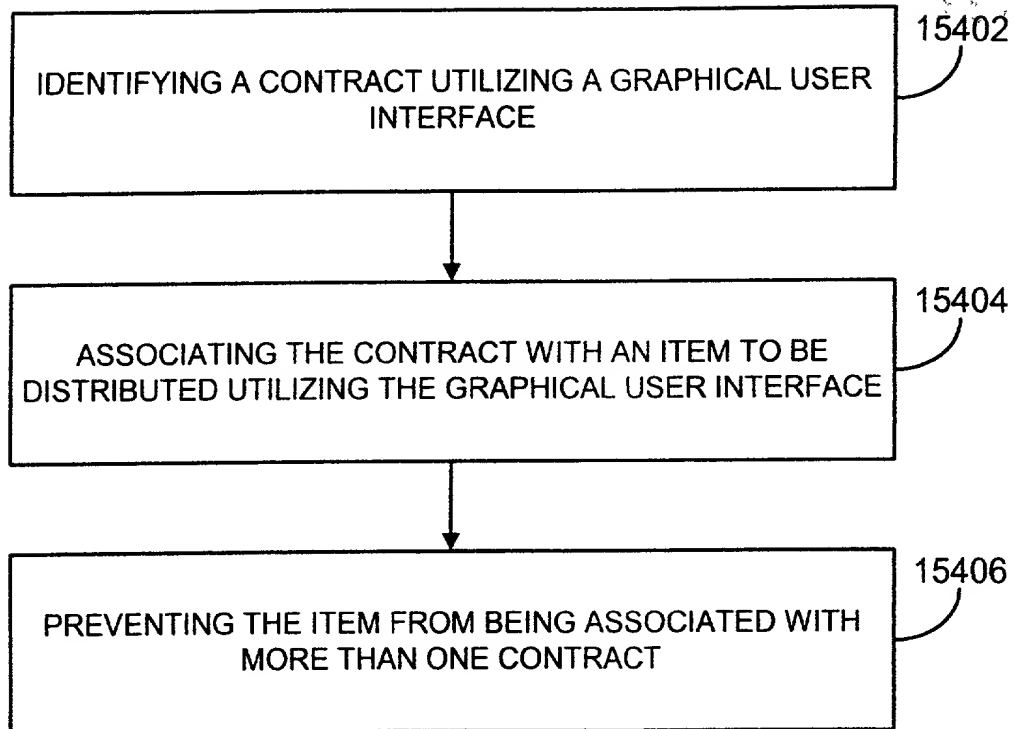 15402
IDENTIFYING A CONTRACT UTILIZING A GRAPHICAL USER
INTERFACE
15404
ASSOCIATING THE CONTRACT WITH AN ITEM TO BE
DISTRIBUTED UTILIZING THE GRAPHICAL USER INTERFACE
15406
PREVENTING THE ITEM FROM BEING ASSOCIATED WITH
MORE THAN ONE CONTRACT